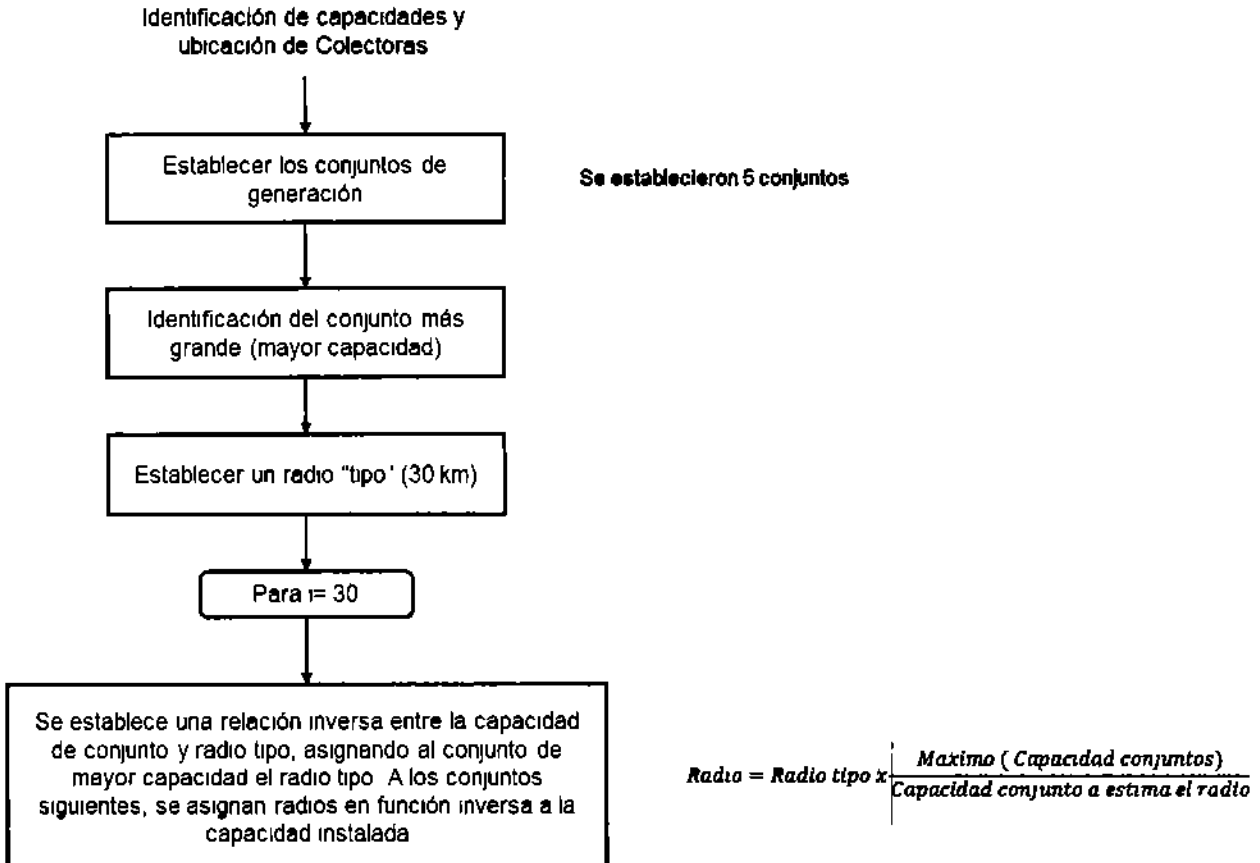 Identificación de capacidades y
ubicación de Colectoras
Establecer los conjuntos de
generación
Se establecieron 5 conjuntos
Identificación del conjunto más
grande (mayor capacidad)
Establecer un radio "tipo" (30 km)
Para i= 30
Se establece una relación inversa entre la capacidad
de conjunto y radio tipo, asignando al conjunto de
mayor capacidad el radio tipo A los conjuntos
siguientes, se asignan radios en función inversa a la
capacidad instalada
Radio = Radio tipo x Maximo ( Capacidad conjuntos)
Capacidad conjunto a estima el radio